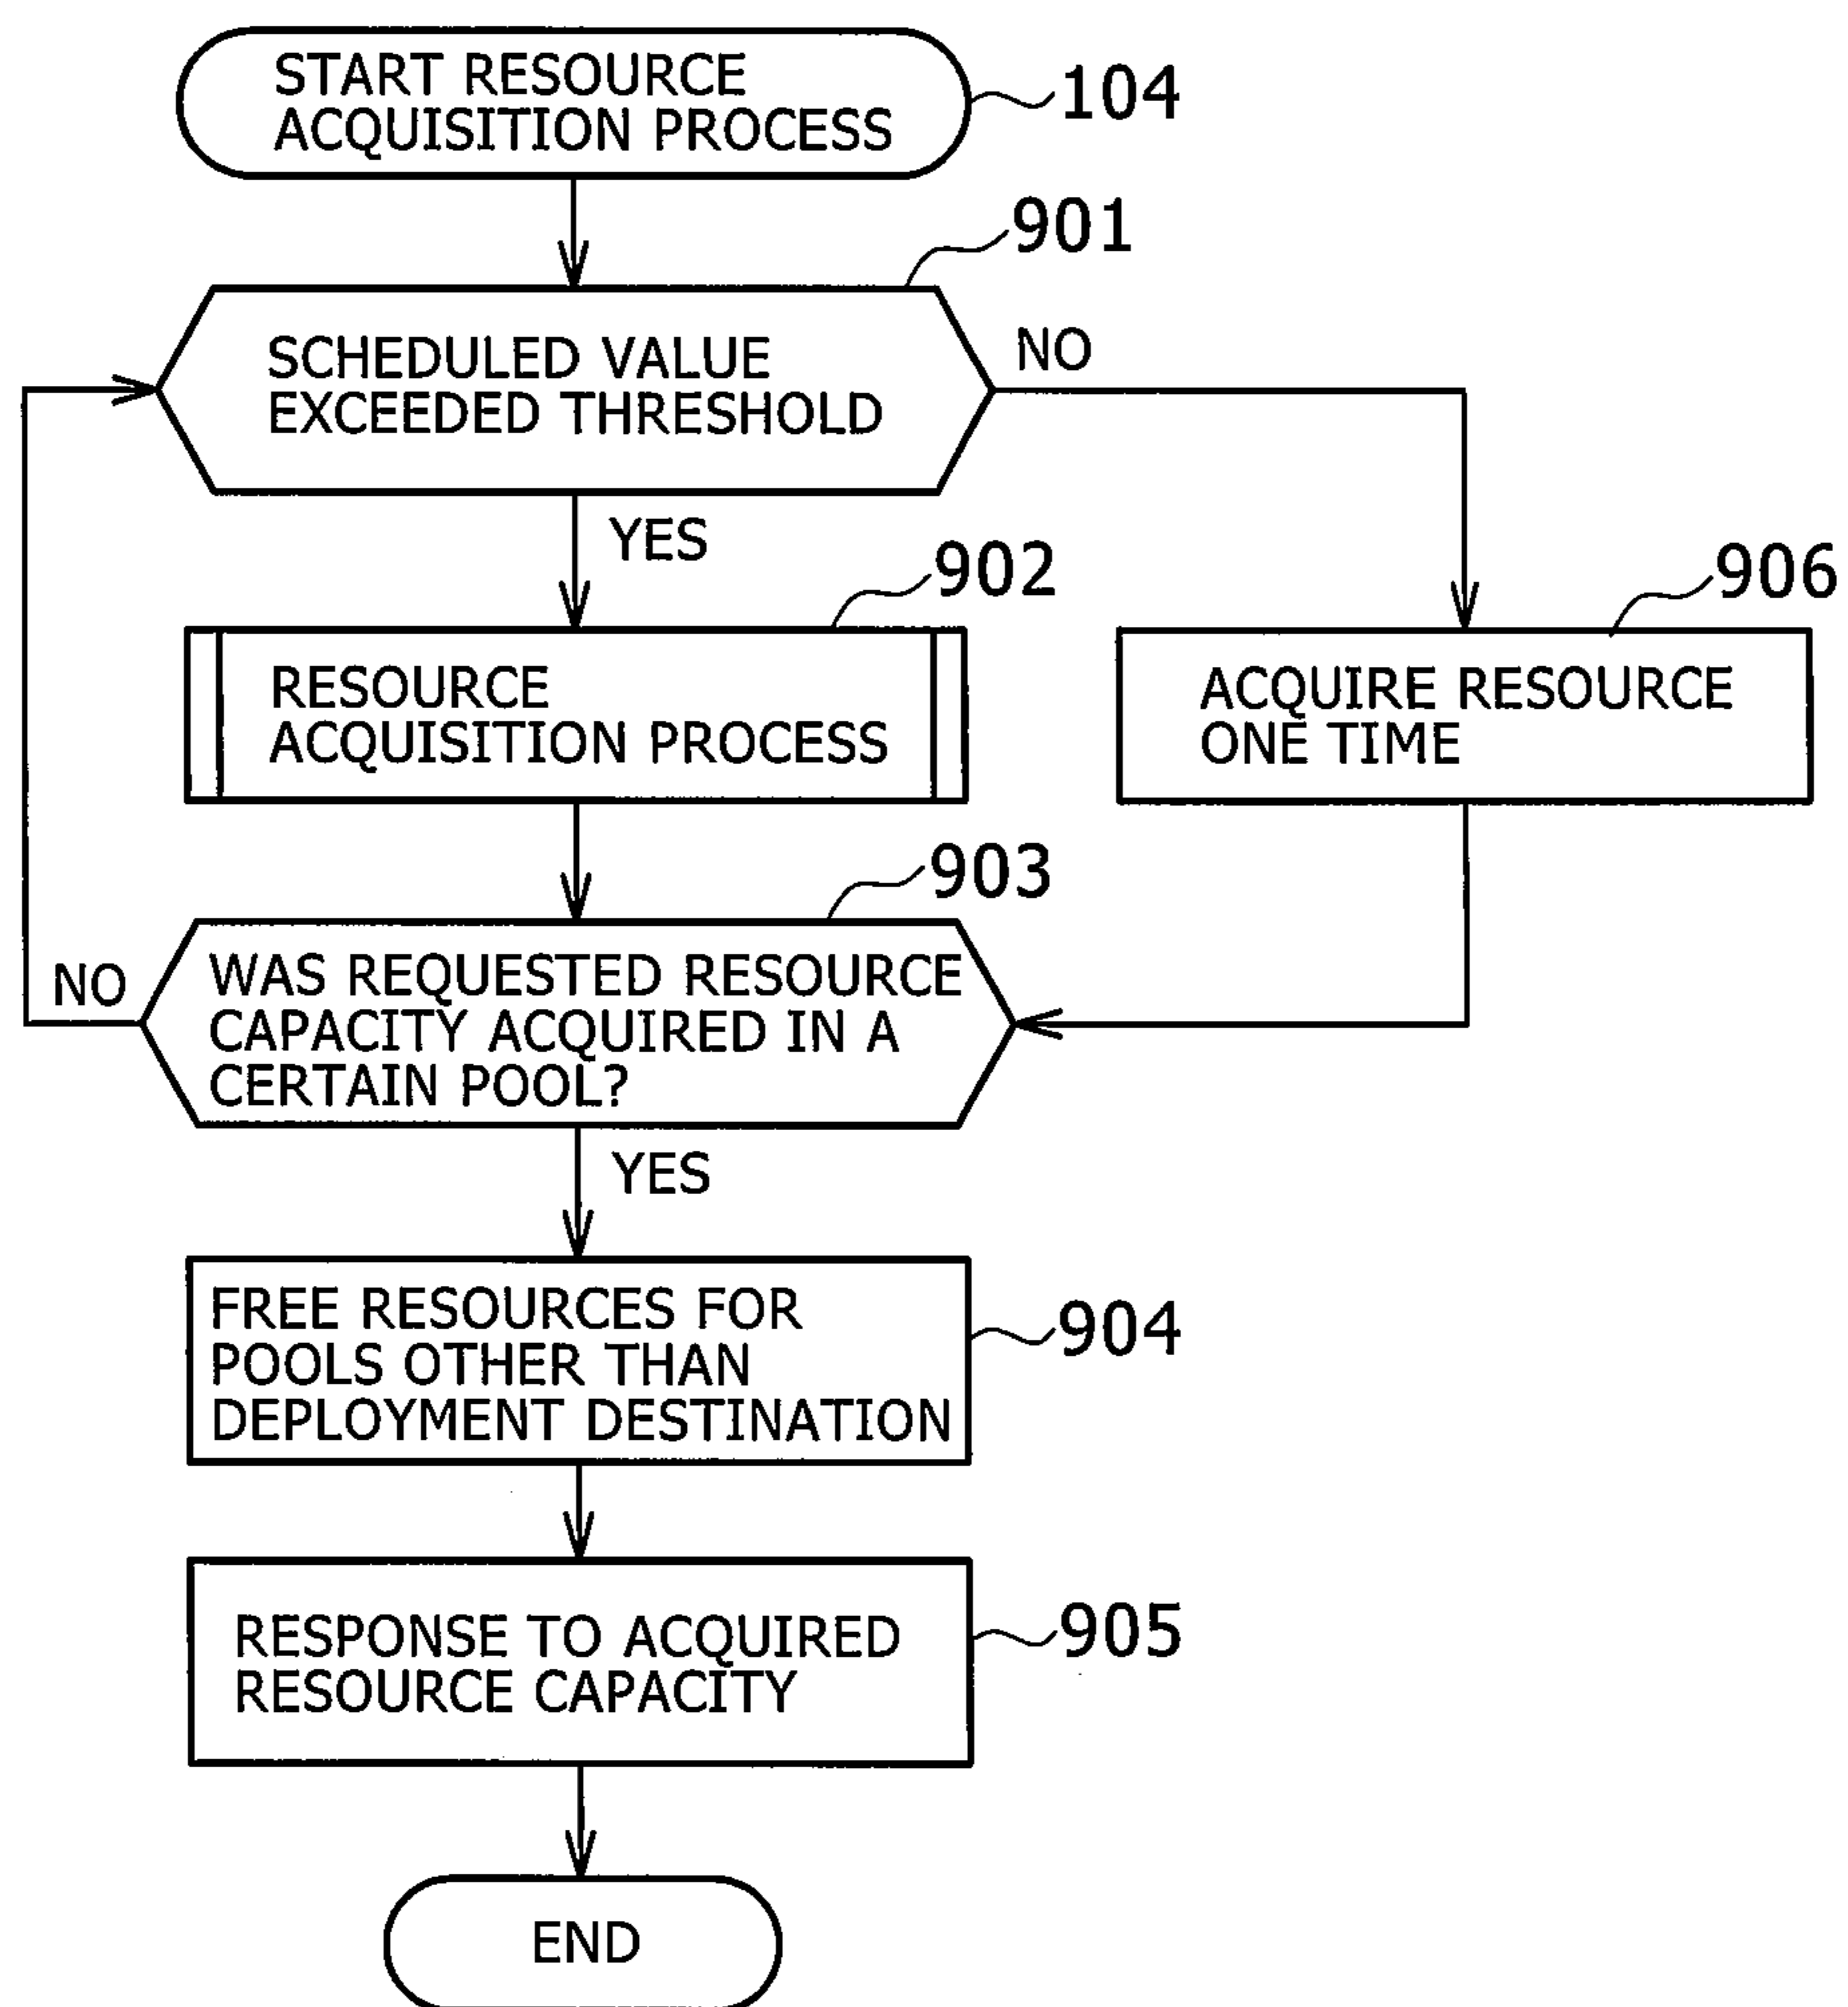 START RESOURCE
ACQUISITION PROCESS
104
901
SCHEDULED VALUE
EXCEEDED THRESHOLD
NO
YES
902
906
RESOURCE
ACQUISITION PROCESS
ACQUIRE RESOURCE
ONE TIME
903
NO
WAS REQUESTED RESOURCE
CAPACITY ACQUIRED IN A
CERTAIN POOL?
YES
FREE RESOURCES FOR
POOLS OTHER THAN
DEPLOYMENT DESTINATION
904
RESPONSE TO ACQUIRED
RESOURCE CAPACITY
905
END